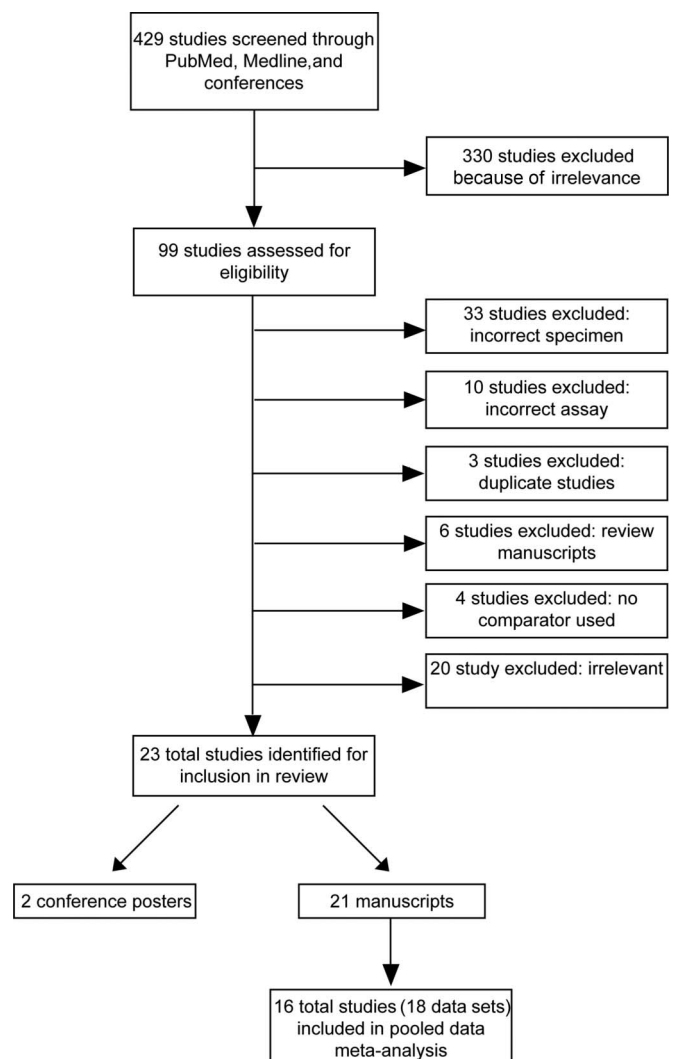 429 studies screened through
PubMed, Medline,and
conferences
330 studies excluded
because of irrelevance
99 studies assessed for
eligibility
33 studies excluded:
incorrect specimen
10 studies excluded:
incorrect assay
3 studies excluded:
duplicate studies
6 studies excluded: review
manuscripts
4 studies excluded: no
comparator used
20 study excluded: irrelevant
23 total studies identified for
inclusion in review
2 conference posters
21 manuscripts
16 total studies (18 data sets)
included in pooled data
meta-analysis